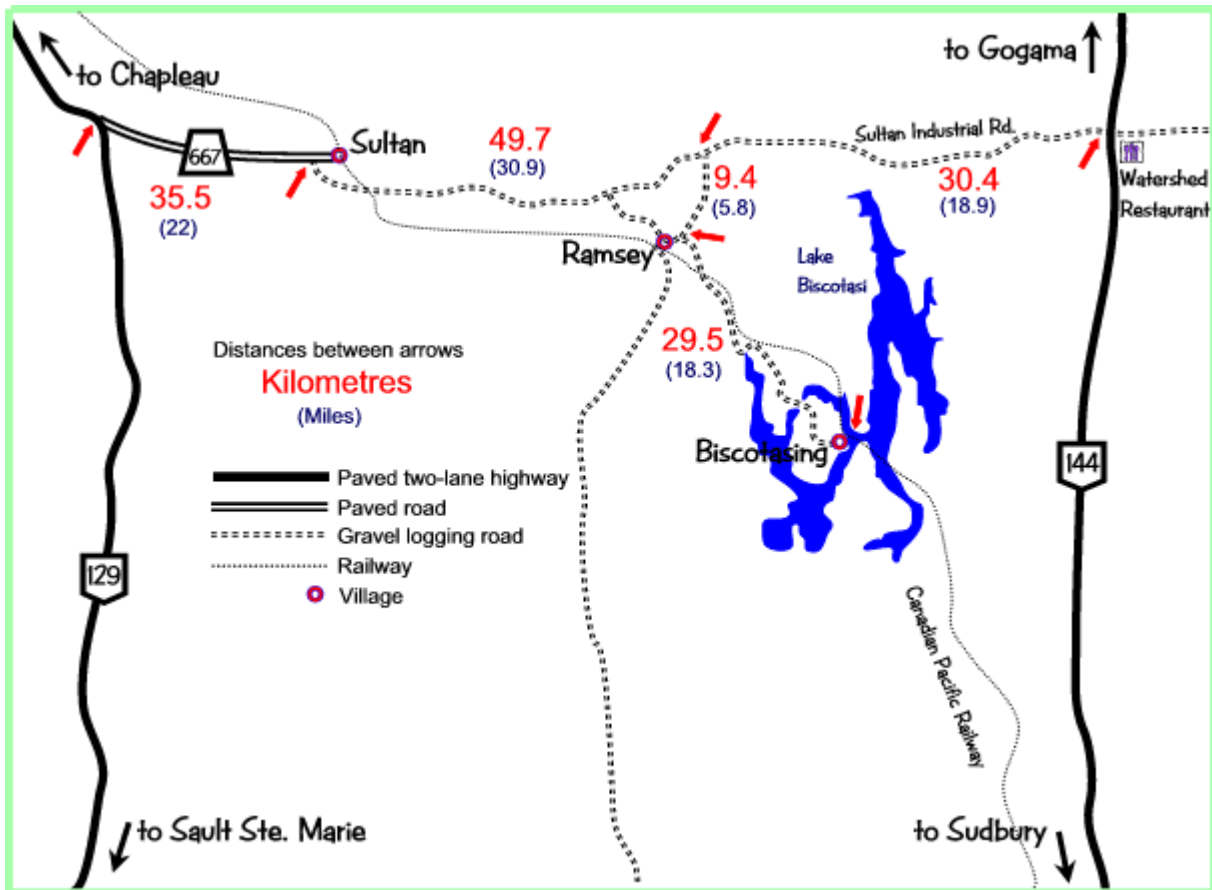 to Gogama
to Chapleau
Sultan Industrial Rd.
Sultan
49.7
(30.9)
667
9.4
(5.8)
30.4
(18.9)
Watershed
Restaurant
35.5
(22)
Ramsey
Lake
Biscotasi
29.5
(18.3)
Distances between arrows
Kilometres
(Miles)
Biscotasing
144
Paved two-lane highway
Paved road
Gravel logging road
Railway
Village
129
Canadian Pacific Railway
to Sault Ste. Marie
to Sudbury